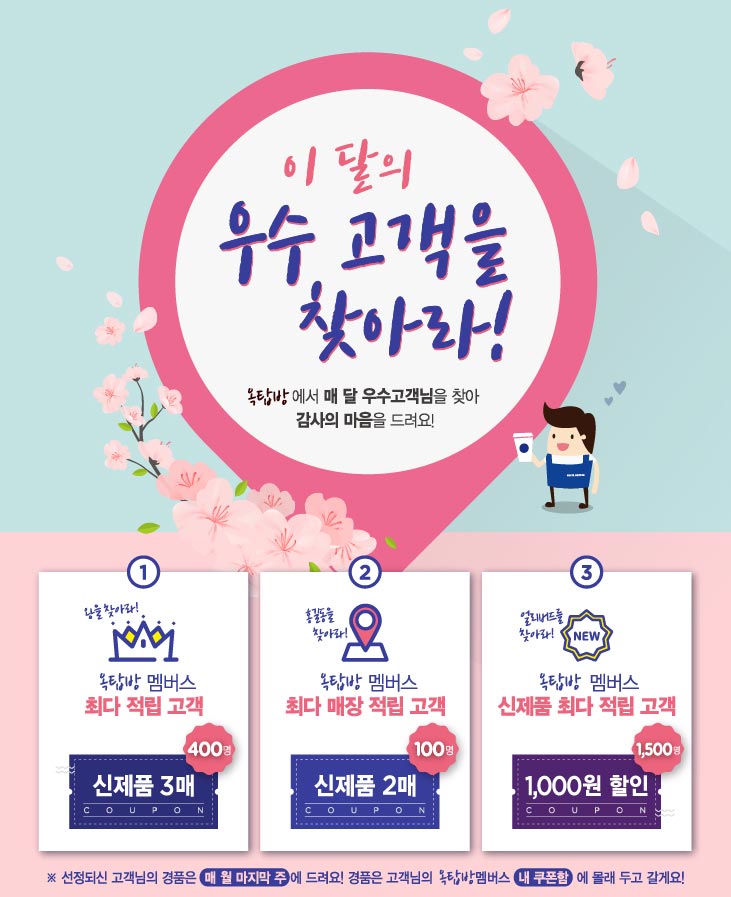 이 달의
우수 고객을
찾아라!
옥탑방에서 매 달 우수고객님을 찾아
감사의 마음을 드려요!
1
왕을 찾아라!
옥탑방 멤버스
최다 적립 고객
400명
신제품 3매
COUPON
2
홍길동을
찾아라!
옥탑방 멤버스
최다 매장 적립 고객
100명
신제품 2매
COUPON
3
얼리버드를
찾아라!
NEW
옥탑방 멤버스
신제품 최다 적립 고객
1,500명
1,000원 할인
COUPON
※ 선정되신 고객님의 경품은 매 월 마지막 주에 드려요! 경품은 고객님의 옥탑방멤버스 내 쿠폰함 에 몰래 두고 갈게요!